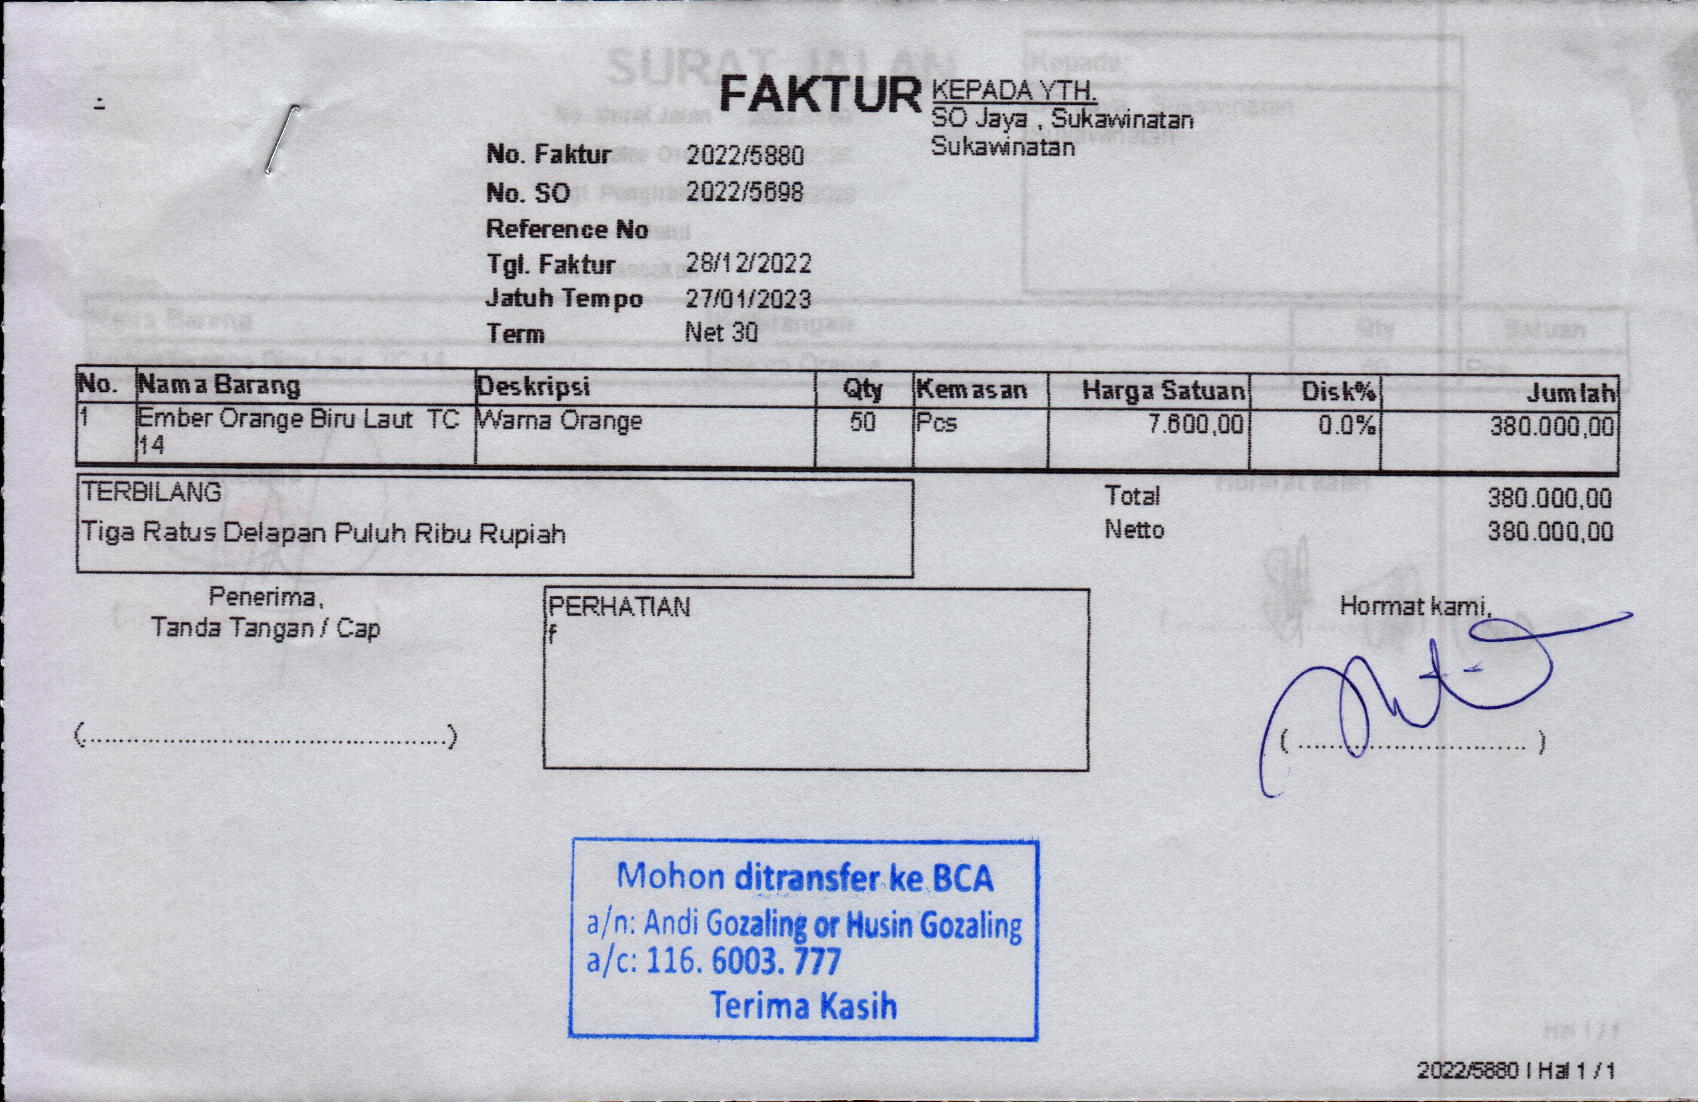 FAKTUR
KEPADA YTH.
SO Jaya , Sukawinatan
Sukawinatan
No. Faktur 2022/5880
No. SO 2022/5698
Reference No
Tgl. Faktur 28/12/2022
Jatuh Tempo 27/01/2023
Term Net 30
No. Nama Barang Deskripsi Qty Kemasan Harga Satuan Disk% Jumlah
1 Ember Orange Biru Laut TC Warna Orange 50 Pcs 7.600,00 0.0% 380.000,00
14
TERBILANG
Tiga Ratus Delapan Puluh Ribu Rupiah
Total 380.000,00
Netto 380.000,00
Penerima,
Tanda Tangan / Cap
PERHATIAN
f
Hormat kami,
(..............................................)
( ............................. )
Mohon ditransfer ke BCA
a/n: Andi Gozaling or Husin Gozaling
a/c: 116. 6003. 777
Terima Kasih
2022/5880 | Hal 1 / 1